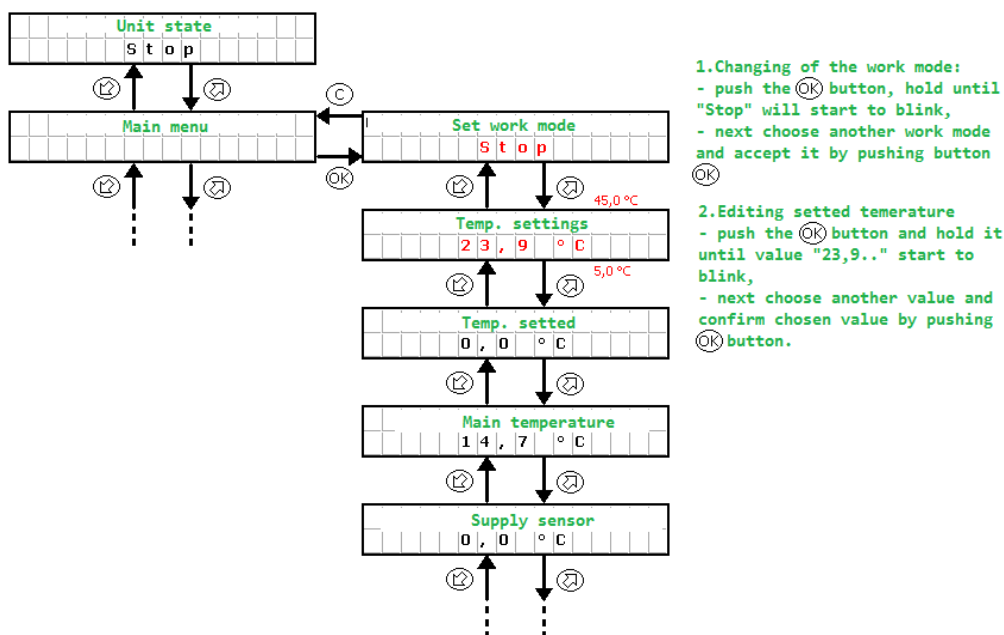 Unit state
Stop
C
Main menu
OK
Set work mode
Stop
45,0 °C
Temp. settings
23,9 °C
5,0 °C
Temp. setted
0,0 °C
Main temperature
14,7 °C
Supply sensor
0,0 °C
1.Changing of the work mode:
- push the OK button, hold until
"Stop" will start to blink,
- next choose another work mode
and accept it by pushing button
OK
2.Editing setted temerature
- push the OK button and hold it
until value "23,9.." start to
blink,
- next choose another value and
confirm chosen value by pushing
OK button.